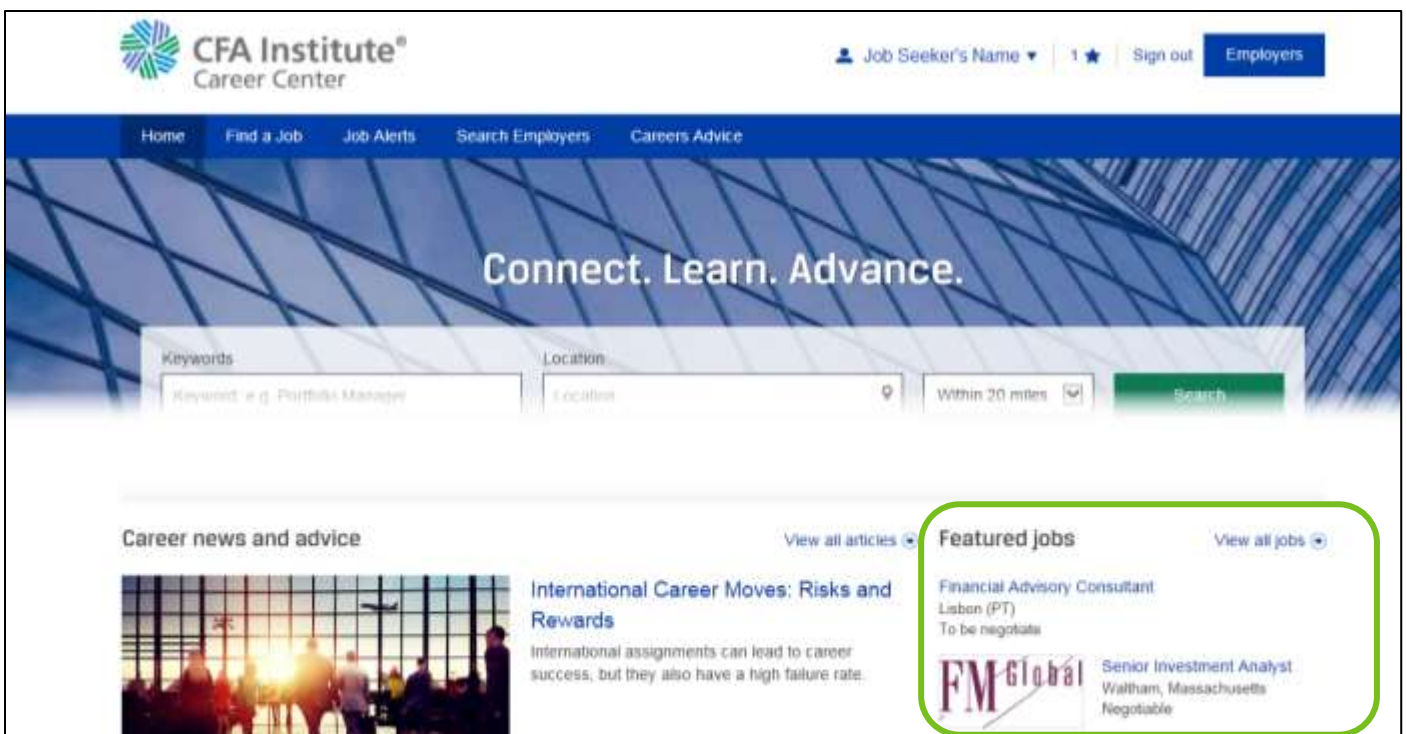 CFA Institute®
Career Center
Job Seeker's Name
1
Sign out
Employers
Home
Find a Job
Job Alerts
Search Employers
Careers Advice
Connect. Learn. Advance.
Keywords
Location
Keyword e.g. Portfolio Manager
Location
Within 20 miles
Search
Career news and advice
View all articles
International Career Moves: Risks and
Rewards
International assignments can lead to career
success, but they also have a high failure rate.
Featured jobs
View all jobs
Financial Advisory Consultant
Lisbon (PT)
To be negotiate
FM Global
Senior Investment Analyst
Waltham, Massachusetts
Negotiable